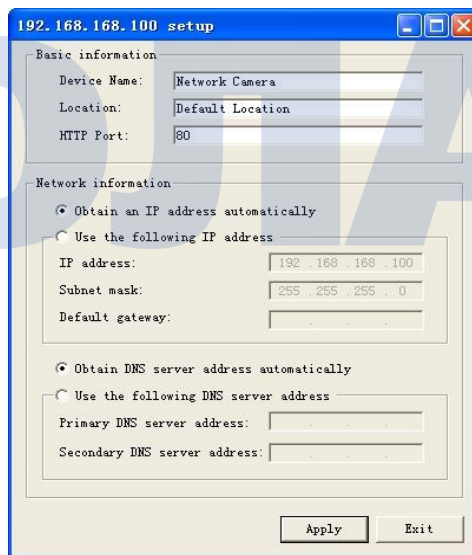 192.168.168.100 setup
Basic information
Device Name: Network Camera
Location: Default Location
HTTP Port: 80
Network information
Obtain an IP address automatically
Use the following IP address
IP address: 192 .168 .168 .100
Subnet mask: 255 .255 .255 . 0
Default gateway: . . .
Obtain DNS server address automatically
Use the following DNS server address
Primary DNS server address: . . .
Secondary DNS server address: . . .
Apply Exit